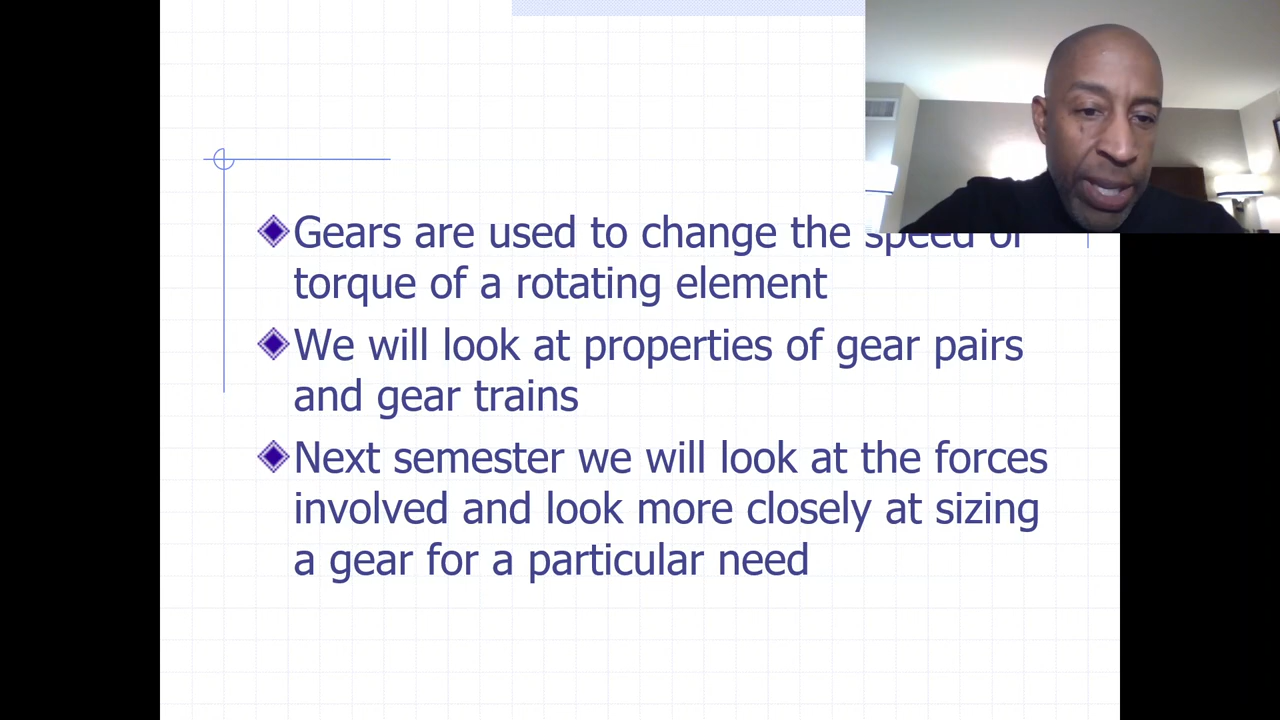 Gears are used to change the speed or
torque of a rotating element
We will look at properties of gear pairs
and gear trains
Next semester we will look at the forces
involved and look more closely at sizing
a gear for a particular need